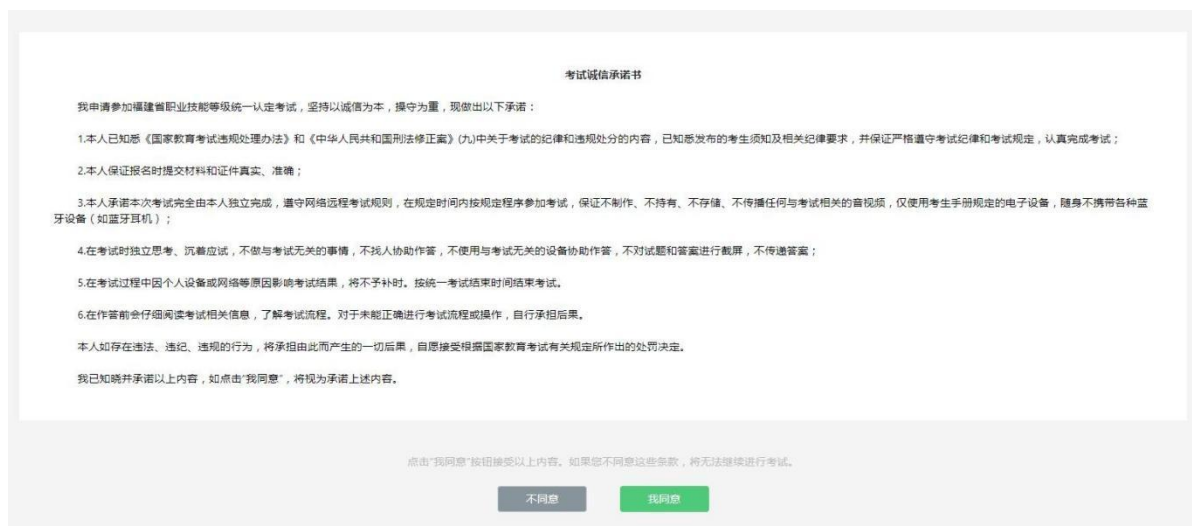 考试诚信承诺书
我申请参加福建省职业技能等级统一认定考试，坚持以诚信为本，操守为重，现做出以下承诺：
1.本人已知悉《国家教育考试违规处理办法》和《中华人民共和国刑法修正案》(九)中关于考试的纪律和违规处分的内容，已知悉发布的考生须知及相关纪律要求，并保证严格遵守考试纪律和考试规定，认真完成考试；
2.本人保证报名时提交材料和证件真实、准确；
3.本人承诺本次考试完全由本人独立完成，遵守网络远程考试规则，在规定时间内按规定程序参加考试，保证不制作、不持有、不存储、不传播任何与考试相关的音视频，仅使用考生手册规定的电子设备，随身不携带各种蓝
牙设备（如蓝牙耳机）；
4.在考试时独立思考、沉着应试，不做与考试无关的事情，不找人协助作答，不使用与考试无关的设备协助作答，不对试题和答案进行截屏，不传递答案；
5.在考试过程中因个人设备或网络等原因影响考试结果，将不予补时。按统一考试结束时间结束考试。
6.在作答前会仔细阅读考试相关信息，了解考试流程。对于未能正确进行考试流程或操作，自行承担后果。
本人如存在违法、违纪、违规的行为，将承担由此而产生的一切后果，自愿接受根据国家教育考试有关规定所作出的处罚决定。
我已知晓并承诺以上内容，如点击"我同意"，将视为承诺上述内容。
点击"我同意"按钮接受以上内容。如果您不同意这些条款，将无法继续进行考试。
不同意 我同意